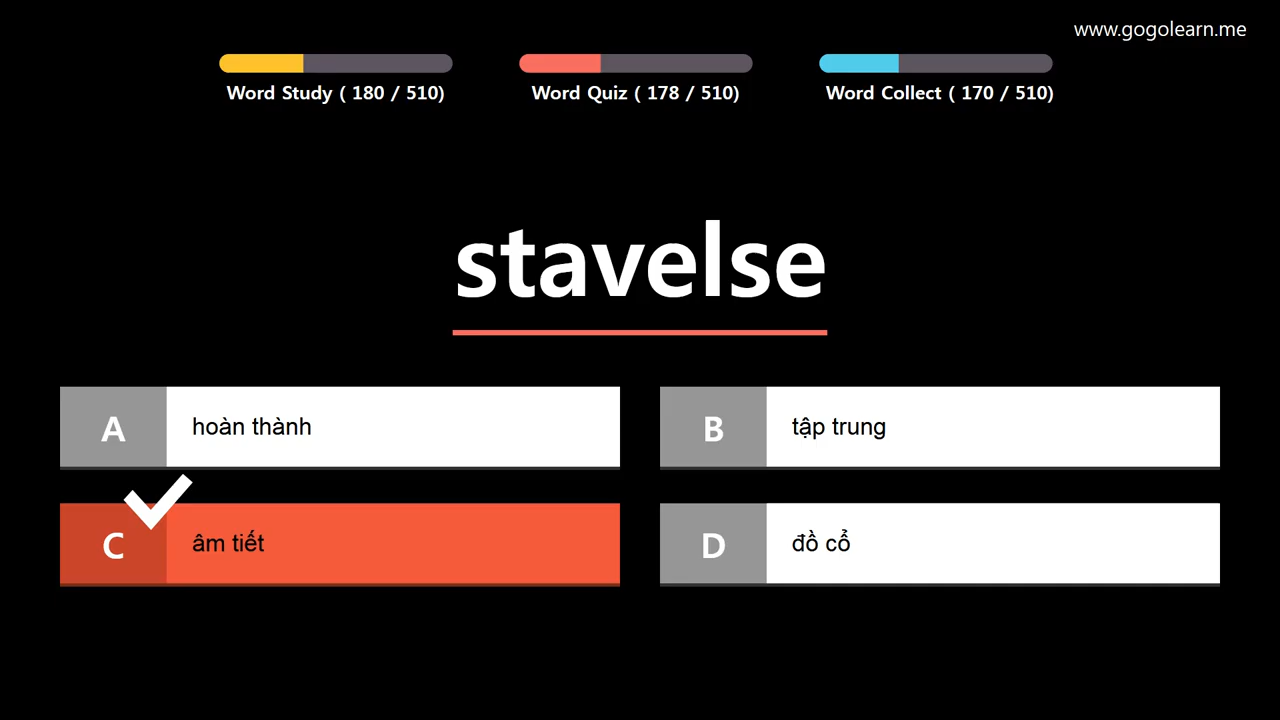 www.gogolearn.me
Word Study ( 180 / 510)
Word Quiz ( 178 / 510)
Word Collect ( 170 / 510)
stavelse
A hoàn thành
B tập trung
C âm tiết
D đồ cổ